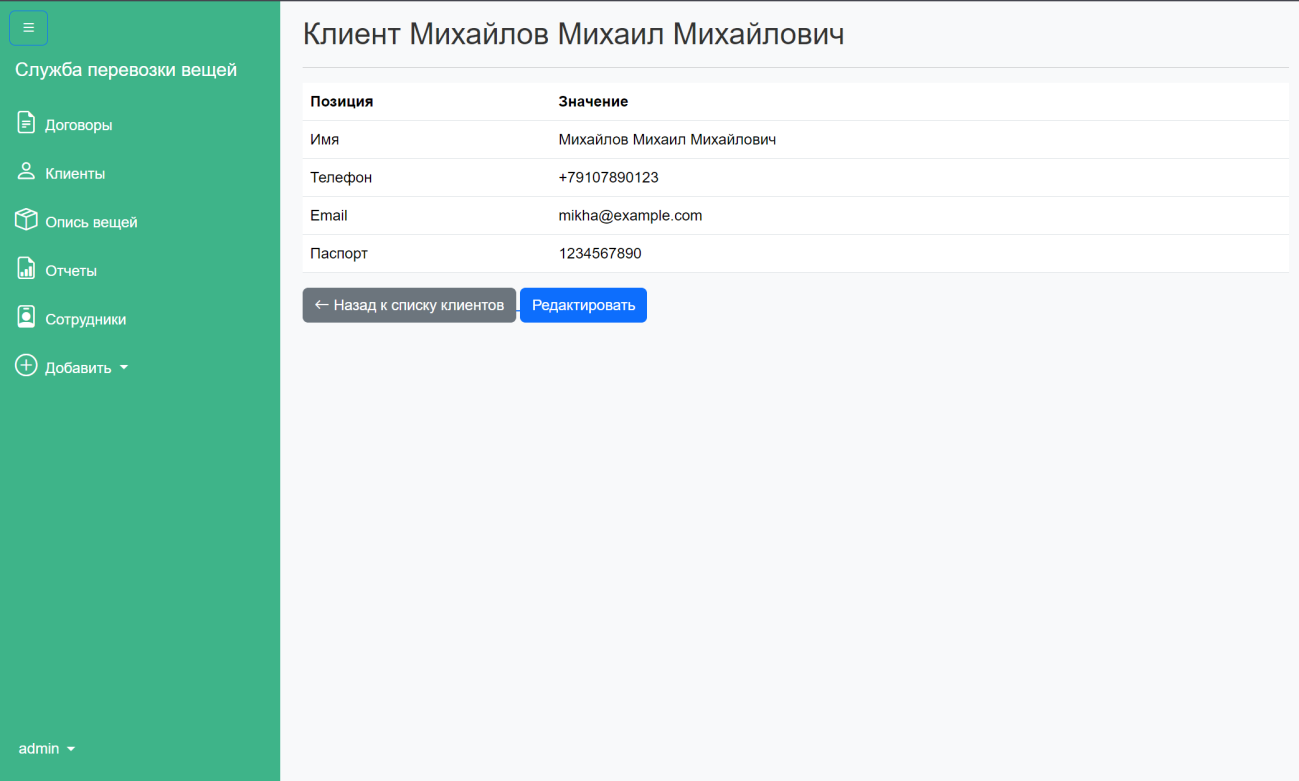 Служба перевозки вещей
Договоры
Клиенты
Опись вещей
Отчеты
Сотрудники
Добавить
admin
Клиент Михайлов Михаил Михайлович
Позиция Значение
Имя Михайлов Михаил Михайлович
Телефон +79107890123
Email mikha@example.com
Паспорт 1234567890
← Назад к списку клиентов Редактировать